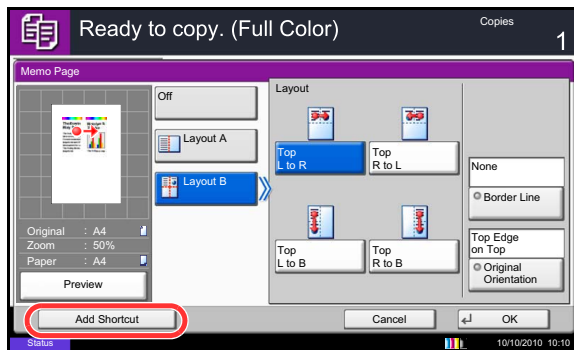 Ready to copy. (Full Color)
Copies
1
Memo Page
Off
Layout A
Layout B
Layout
Top
L to R
Top
R to L
Top
L to B
Top
R to B
None
Border Line
Top Edge
on Top
Original
Orientation
Original : A4
Zoom : 50%
Paper : A4
Preview
Add Shortcut
Cancel
OK
Status
10/10/2010 10:10